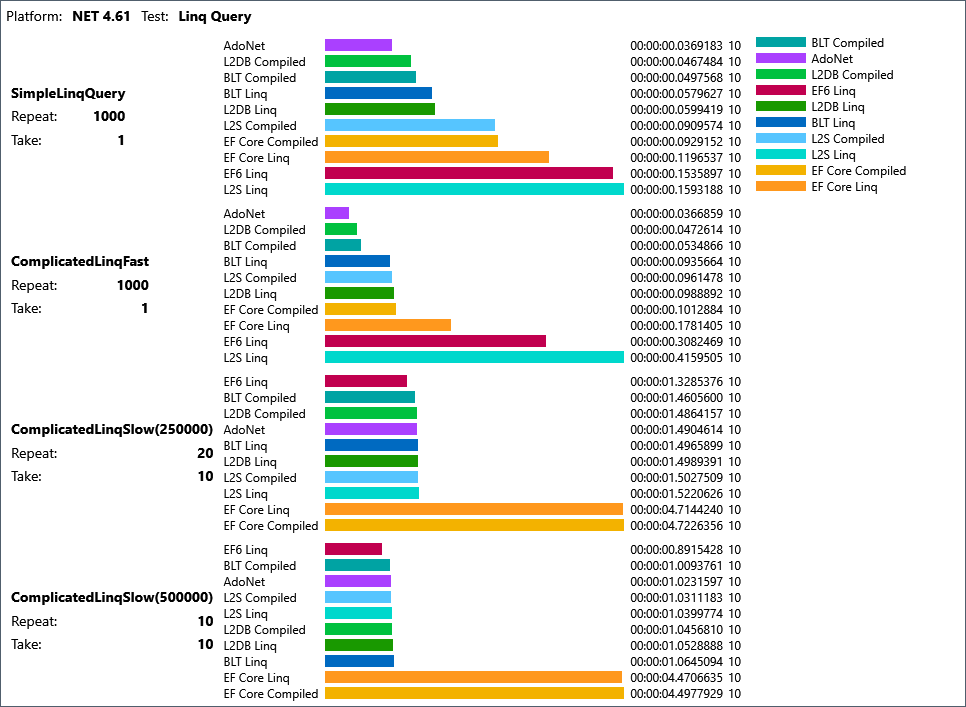 Platform: NET 4.61 Test: Linq Query
SimpleLinqQuery
Repeat: 1000
Take: 1
AdoNet 00:00:00.0369183 10
L2DB Compiled 00:00:00.0467484 10
BLT Compiled 00:00:00.0497568 10
BLT Linq 00:00:00.0579627 10
L2DB Linq 00:00:00.0599419 10
L2S Compiled 00:00:00.0909574 10
EF Core Compiled 00:00:00.0929152 10
EF Core Linq 00:00:00.1196537 10
EF6 Linq 00:00:00.1535897 10
L2S Linq 00:00:00.1593188 10
ComplicatedLinqFast
Repeat: 1000
Take: 1
AdoNet 00:00:00.0366859 10
L2DB Compiled 00:00:00.0472614 10
BLT Compiled 00:00:00.0534866 10
BLT Linq 00:00:00.0935664 10
L2S Compiled 00:00:00.0961478 10
L2DB Linq 00:00:00.0988892 10
EF Core Compiled 00:00:00.1012884 10
EF Core Linq 00:00:00.1781405 10
EF6 Linq 00:00:00.3082469 10
L2S Linq 00:00:00.4159505 10
ComplicatedLinqSlow(250000)
Repeat: 20
Take: 10
EF6 Linq 00:00:01.3285376 10
BLT Compiled 00:00:01.4605600 10
L2DB Compiled 00:00:01.4864157 10
AdoNet 00:00:01.4904614 10
BLT Linq 00:00:01.4965899 10
L2DB Linq 00:00:01.4989391 10
L2S Compiled 00:00:01.5027509 10
L2S Linq 00:00:01.5220626 10
EF Core Linq 00:00:04.7144240 10
EF Core Compiled 00:00:04.7226356 10
ComplicatedLinqSlow(500000)
Repeat: 10
Take: 10
EF6 Linq 00:00:00.8915428 10
BLT Compiled 00:00:01.0093761 10
AdoNet 00:00:01.0231597 10
L2S Compiled 00:00:01.0311183 10
L2S Linq 00:00:01.0399774 10
L2DB Compiled 00:00:01.0456810 10
L2DB Linq 00:00:01.0528888 10
BLT Linq 00:00:01.0645094 10
EF Core Linq 00:00:04.4706635 10
EF Core Compiled 00:00:04.4977929 10
BLT Compiled
AdoNet
L2DB Compiled
EF6 Linq
L2DB Linq
BLT Linq
L2S Compiled
L2S Linq
EF Core Compiled
EF Core Linq